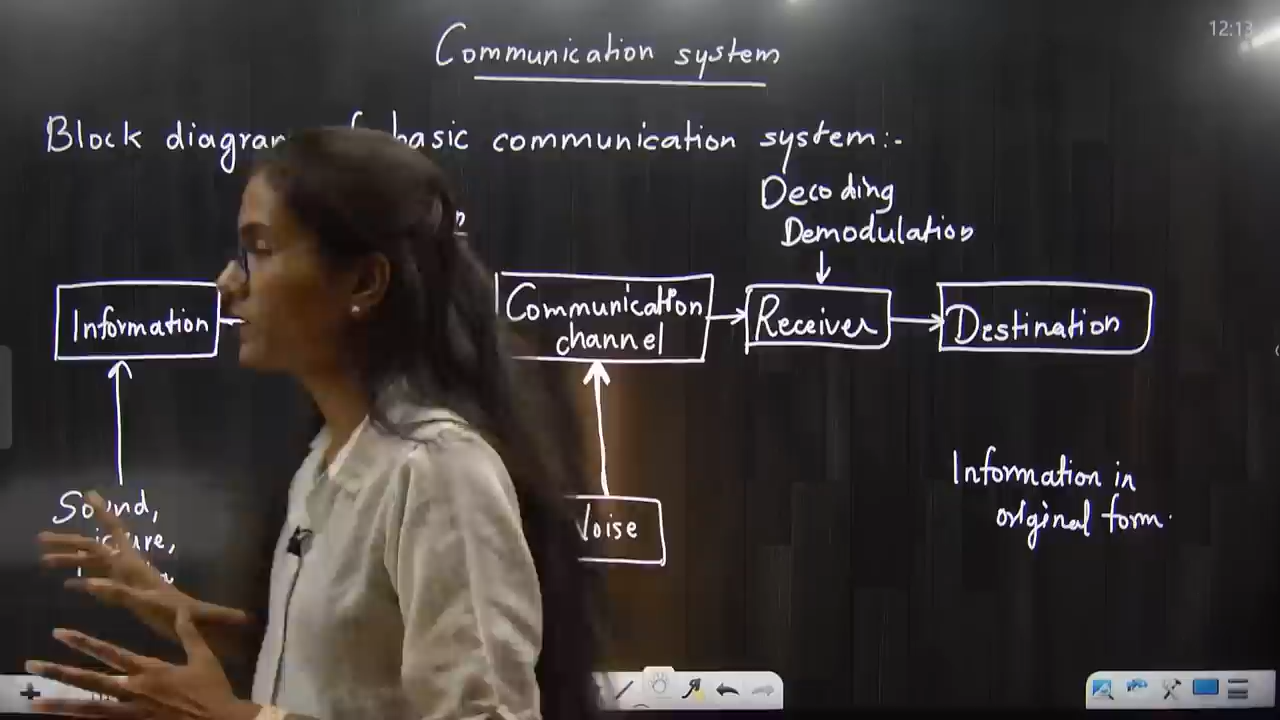 12:13
Communication system
Block diagram basic communication system:-
Decoding
Demodulation
Information
Communication
channel
Receiver
Destination
Sound,
Noise
Information in
original form.